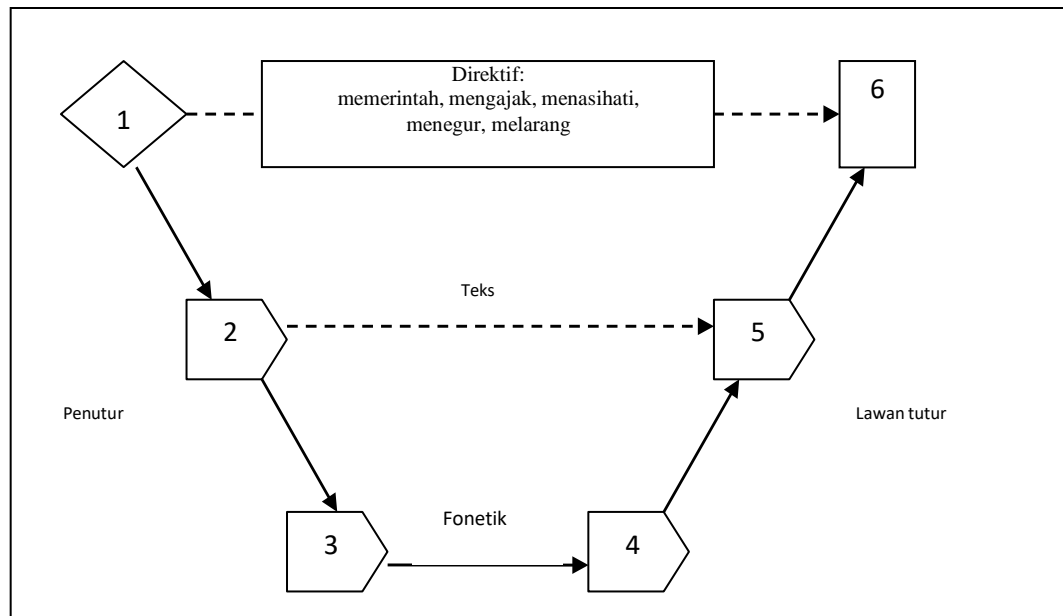 Direktif:
memerintah, mengajak, menasihati,
menegur, melarang
1
6
Teks
2
5
Penutur
Lawan tutur
Fonetik
3
4